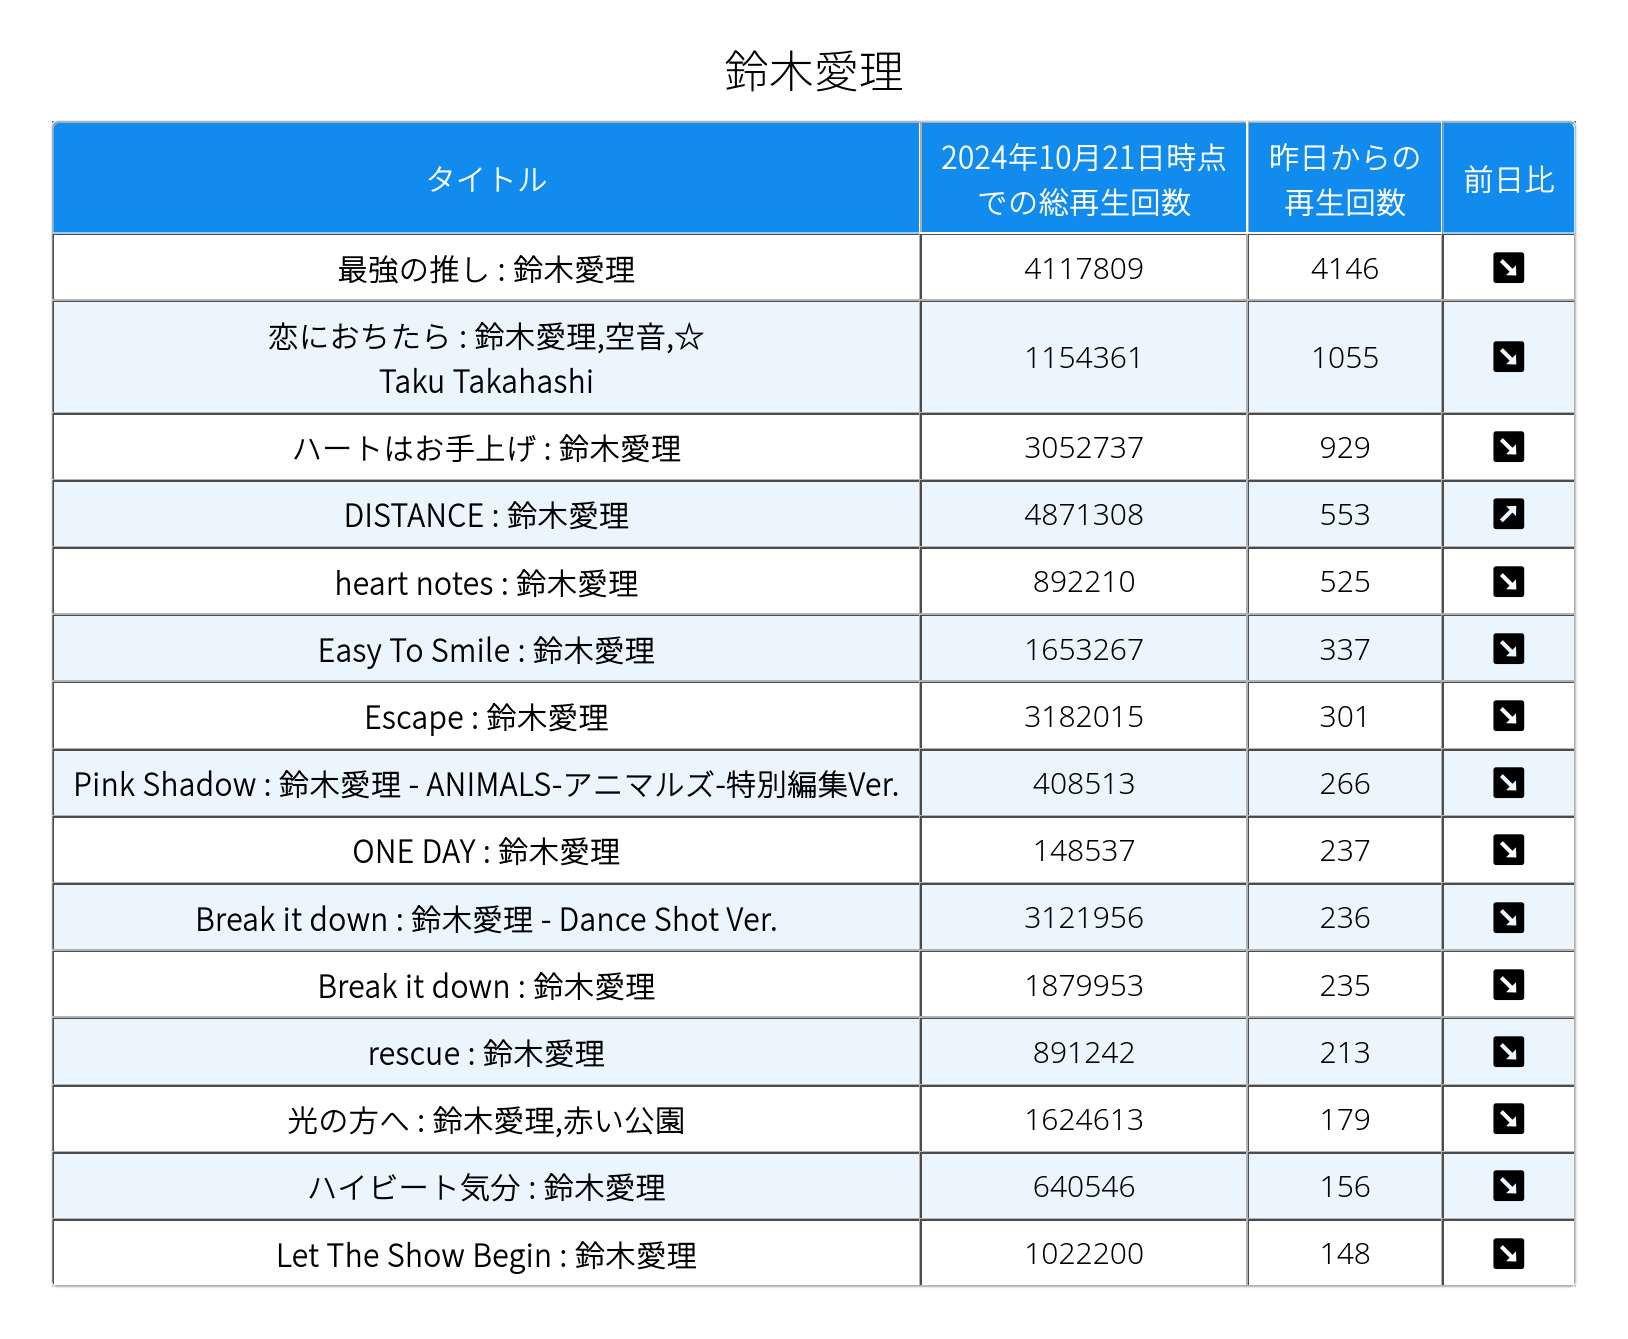 鈴木愛理
タイトル 2024年10月21日時点での総再生回数 昨日からの再生回数 前日比
最強の推し : 鈴木愛理 4117809 4146 ↘
恋におちたら : 鈴木愛理,空音,☆
Taku Takahashi 1154361 1055 ↘
ハートはお手上げ : 鈴木愛理 3052737 929 ↘
DISTANCE : 鈴木愛理 4871308 553 ↗
heart notes : 鈴木愛理 892210 525 ↘
Easy To Smile : 鈴木愛理 1653267 337 ↘
Escape : 鈴木愛理 3182015 301 ↘
Pink Shadow : 鈴木愛理 - ANIMALS-アニマルズ-特別編集Ver. 408513 266 ↘
ONE DAY : 鈴木愛理 148537 237 ↘
Break it down : 鈴木愛理 - Dance Shot Ver. 3121956 236 ↘
Break it down : 鈴木愛理 1879953 235 ↘
rescue : 鈴木愛理 891242 213 ↘
光の方へ : 鈴木愛理,赤い公園 1624613 179 ↘
ハイビート気分 : 鈴木愛理 640546 156 ↘
Let The Show Begin : 鈴木愛理 1022200 148 ↘